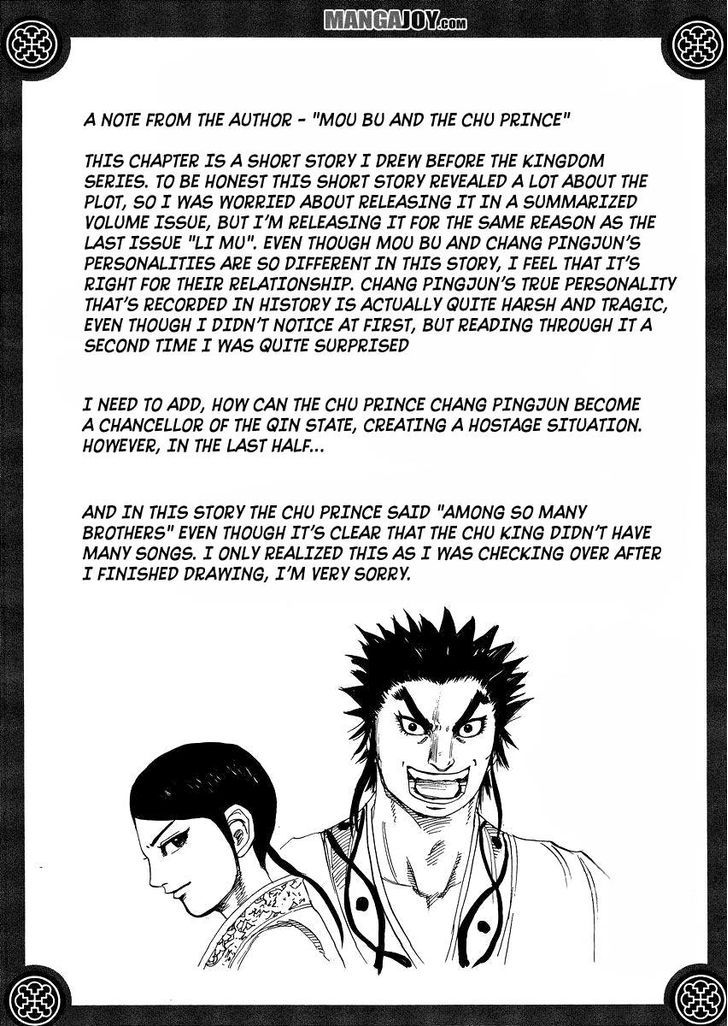 MANGAJOY.COM
A NOTE FROM THE AUTHOR - "MOU BU AND THE CHU PRINCE"
THIS CHAPTER IS A SHORT STORY I DREW BEFORE THE KINGDOM
SERIES. TO BE HONEST THIS SHORT STORY REVEALED A LOT ABOUT THE
PLOT, SO I WAS WORRIED ABOUT RELEASING IT IN A SUMMARIZED
VOLUME ISSUE, BUT I'M RELEASING IT FOR THE SAME REASON AS THE
LAST ISSUE "LI MU". EVEN THOUGH MOU BU AND CHANG PINGJUN'S
PERSONALITIES ARE SO DIFFERENT IN THIS STORY, I FEEL THAT IT'S
RIGHT FOR THEIR RELATIONSHIP. CHANG PINGJUN'S TRUE PERSONALITY
THAT'S RECORDED IN HISTORY IS ACTUALLY QUITE HARSH AND TRAGIC,
EVEN THOUGH I DIDN'T NOTICE AT FIRST, BUT READING THROUGH IT A
SECOND TIME I WAS QUITE SURPRISED
I NEED TO ADD, HOW CAN THE CHU PRINCE CHANG PINGJUN BECOME
A CHANCELLOR OF THE QIN STATE, CREATING A HOSTAGE SITUATION.
HOWEVER, IN THE LAST HALF...
AND IN THIS STORY THE CHU PRINCE SAID "AMONG SO MANY
BROTHERS" EVEN THOUGH IT'S CLEAR THAT THE CHU KING DIDN'T HAVE
MANY SONGS. I ONLY REALIZED THIS AS I WAS CHECKING OVER AFTER
I FINISHED DRAWING, I'M VERY SORRY.